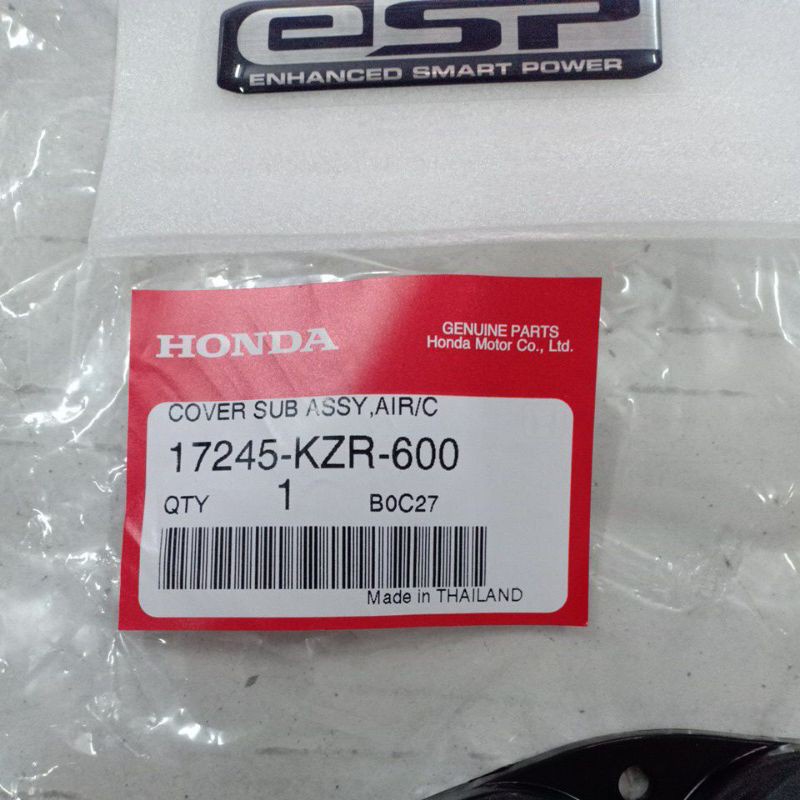 eSP
ENHANCED SMART POWER
HONDA
GENUINE PARTS
Honda Motor Co., Ltd.
COVER SUB ASSY,AIR/C
17245-KZR-600
QTY 1 B0C27
Made in THAILAND